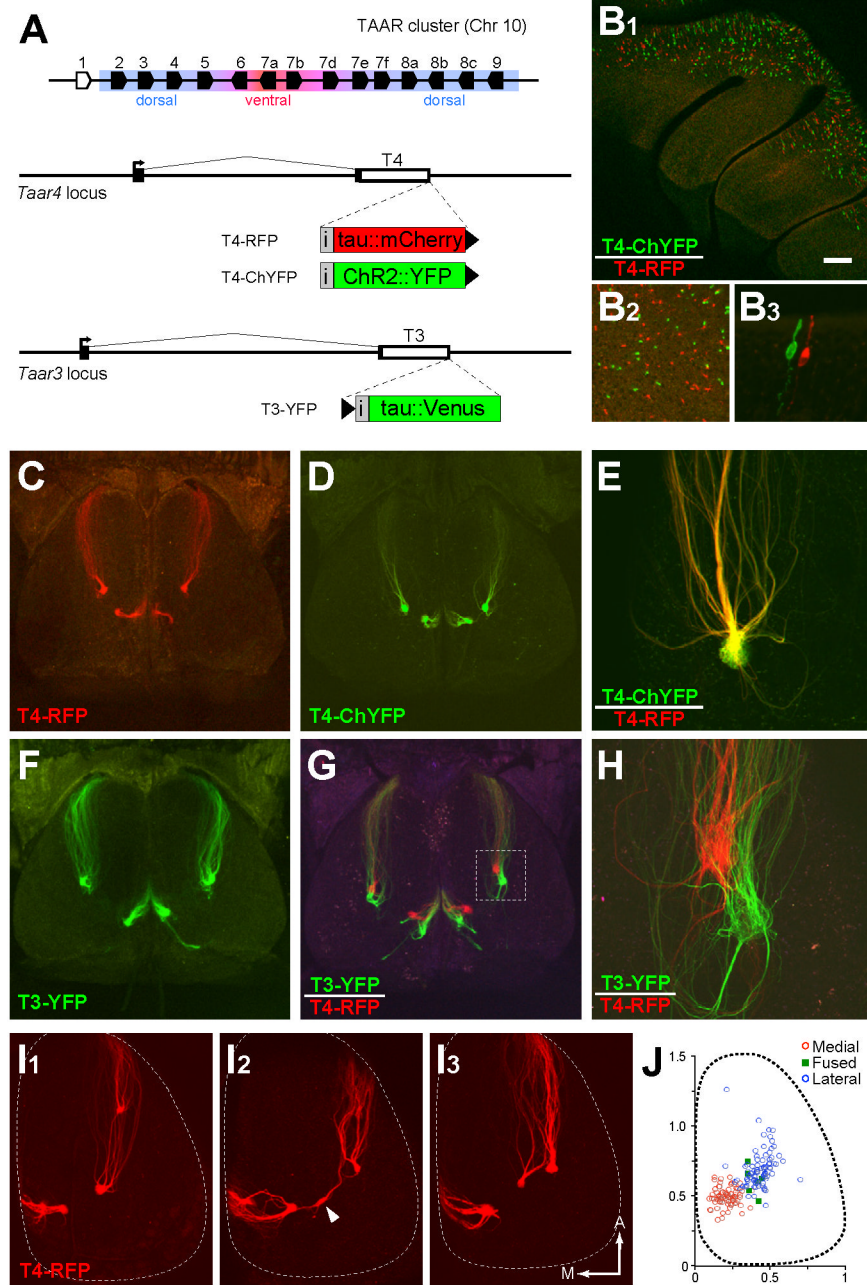 A
TAAR cluster (Chr 10)
1 2 3 4 5 6 7a 7b 7d 7e 7f 8a 8b 8c 9
dorsal ventral dorsal
T4
Taar4 locus
T4-RFP i tau::mCherry
T4-ChYFP i ChR2::YFP
T3
Taar3 locus
T3-YFP i tau::Venus
B1
T4-ChYFP
T4-RFP
B2
B3
C
T4-RFP
D
T4-ChYFP
E
T4-ChYFP
T4-RFP
F
T3-YFP
G
T3-YFP
T4-RFP
H
T3-YFP
T4-RFP
I1
T4-RFP
I2
I3
A
M
J
Medial
Fused
Lateral
1.5
1.0
0.5
0
0 0.5 1